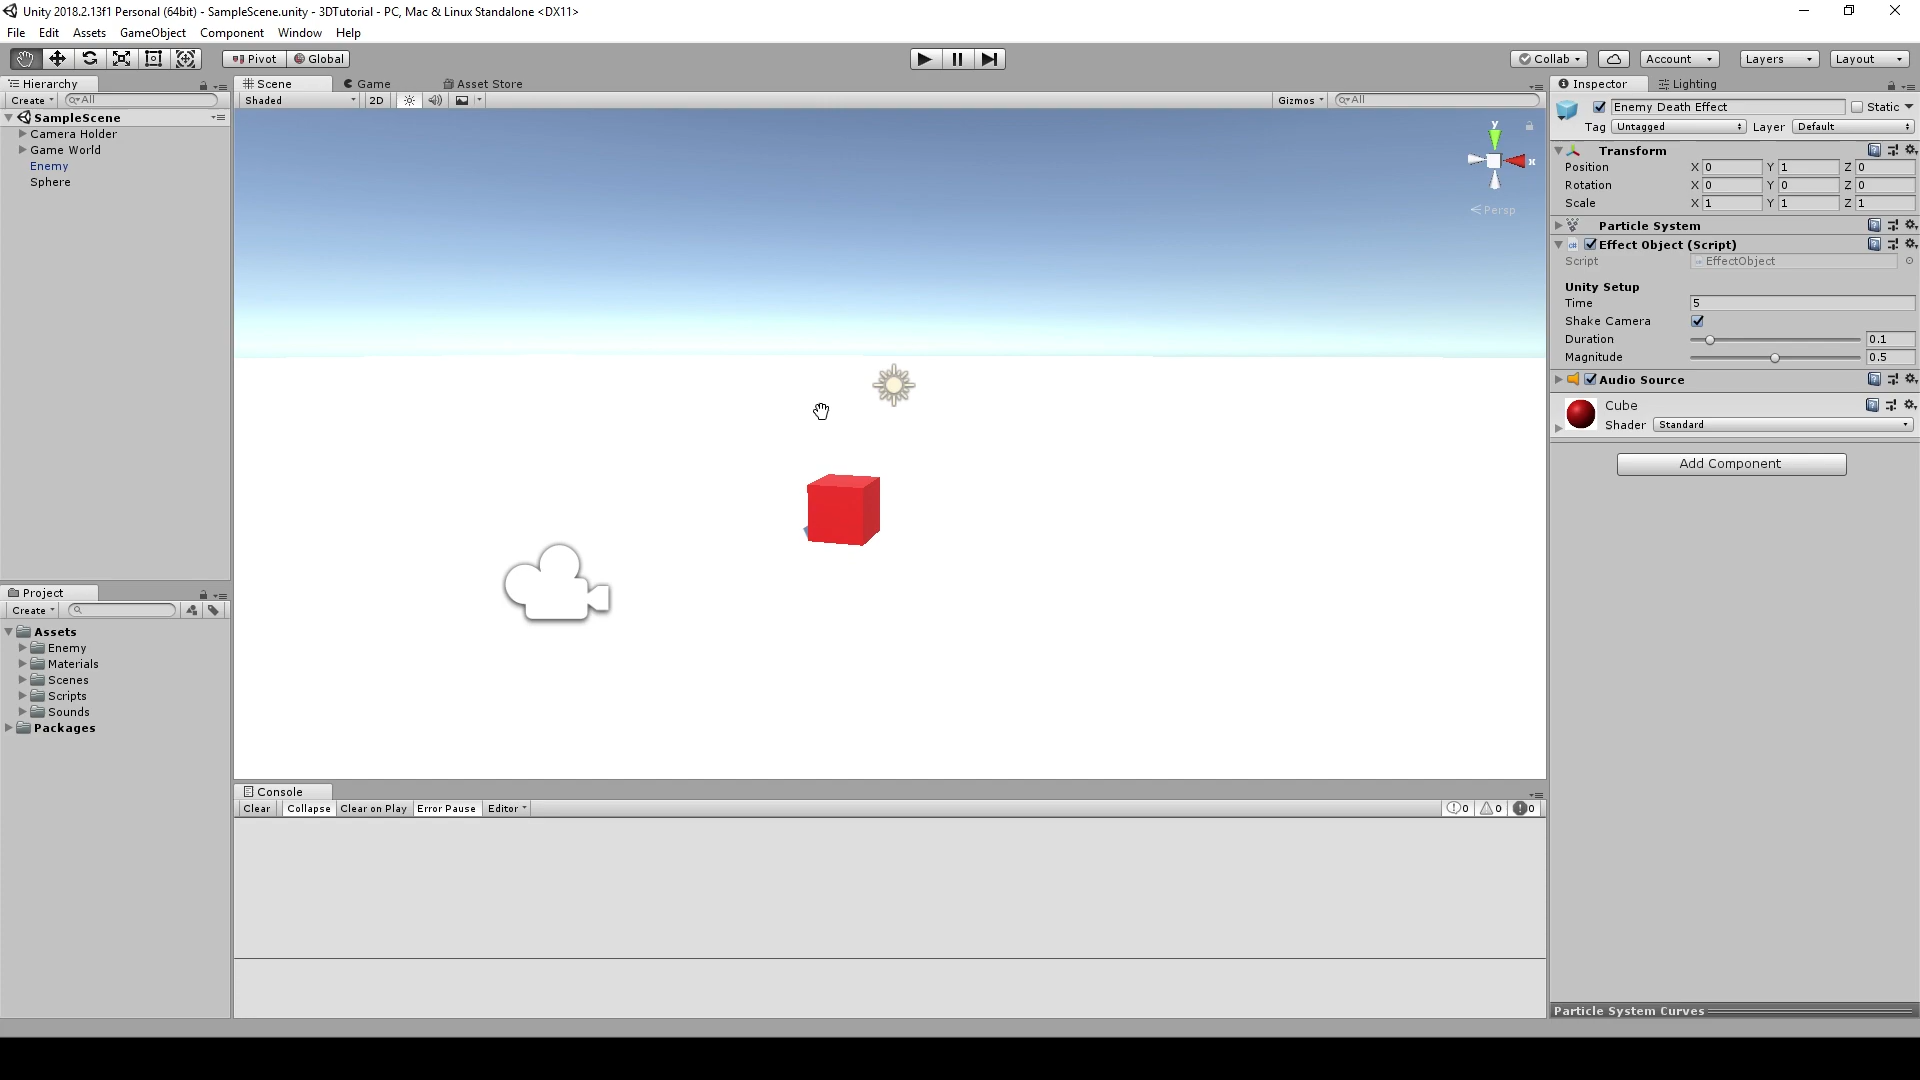 Unity 2018.2.13f1 Personal (64bit) - SampleScene.unity - 3DTutorial - PC, Mac & Linux Standalone <DX11>
File Edit Assets GameObject Component Window Help
Pivot Global Collab Account Layers Layout
Hierarchy
Create All
SampleScene
Camera Holder
Game World
Enemy
Sphere
Project
Create
Assets
Enemy
Materials
Scenes
Scripts
Sounds
Packages
Scene Game Asset Store
Shaded 2D Gizmos All
y
x
Persp
Console
Clear Collapse Clear on Play Error Pause Editor 0 0 0
Inspector Lighting
Enemy Death Effect Static
Tag Untagged Layer Default
Transform
Position X 0 Y 1 Z 0
Rotation X 0 Y 0 Z 0
Scale X 1 Y 1 Z 1
Particle System
Effect Object (Script)
Script EffectObject
Unity Setup
Time 5
Shake Camera
Duration 0.1
Magnitude 0.5
Audio Source
Cube
Shader Standard
Add Component
Particle System Curves